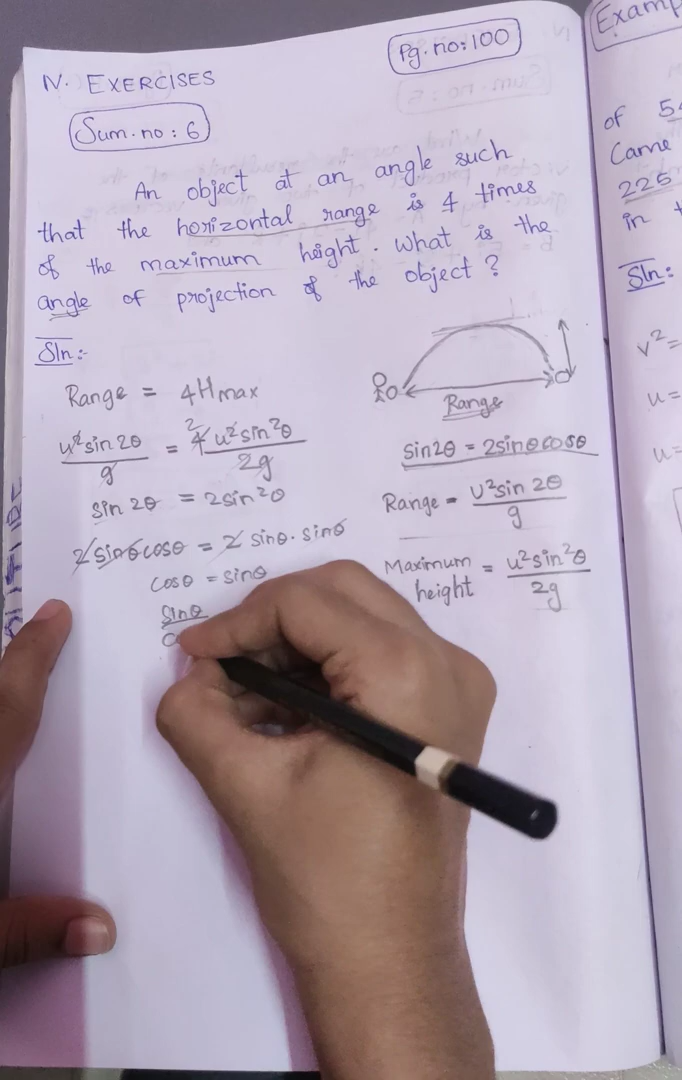 Pg.no:100
IV. EXERCISES
Sum.no:6
An object at an angle such
that the horizontal range is 4 times
of the maximum height. What is the
angle of projection of the object?
Sln:-
Range = 4Hmax
u²sin2θ/g = 4u²sin²θ/2g
2
sin 2θ = 2sin²θ
2sinθcosθ = 2 sinθ.sinθ
cosθ = sinθ
sinθ
Range
sin2θ = 2sinθcosθ
Range = U²sin 2θ/g
Maximum height = u²sin²θ/2g
Examp
of 5
Came
225
in t
Sln:
v²=
u=
u=